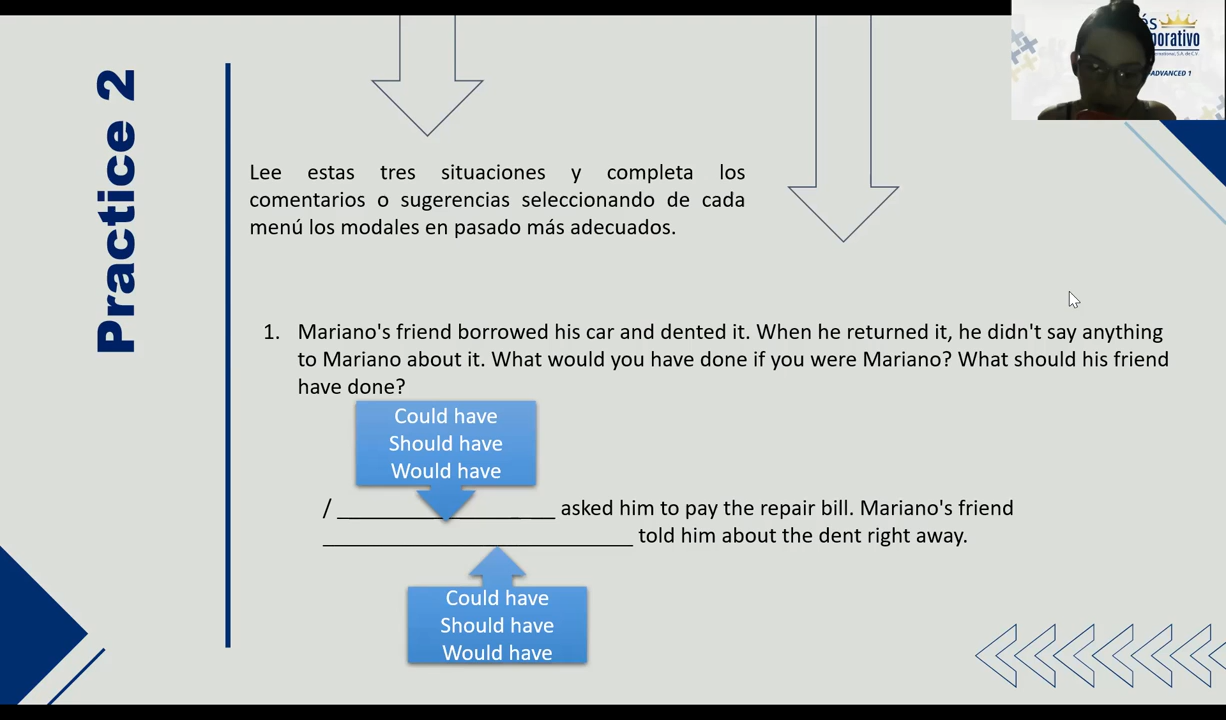 és
porativo
ADVANCED 1
Practice 2
Lee estas tres situaciones y completa los
comentarios o sugerencias seleccionando de cada
menú los modales en pasado más adecuados.
1. Mariano's friend borrowed his car and dented it. When he returned it, he didn't say anything
to Mariano about it. What would you have done if you were Mariano? What should his friend
have done?
Could have
Should have
Would have
/ __________________ asked him to pay the repair bill. Mariano's friend
__________________________ told him about the dent right away.
Could have
Should have
Would have